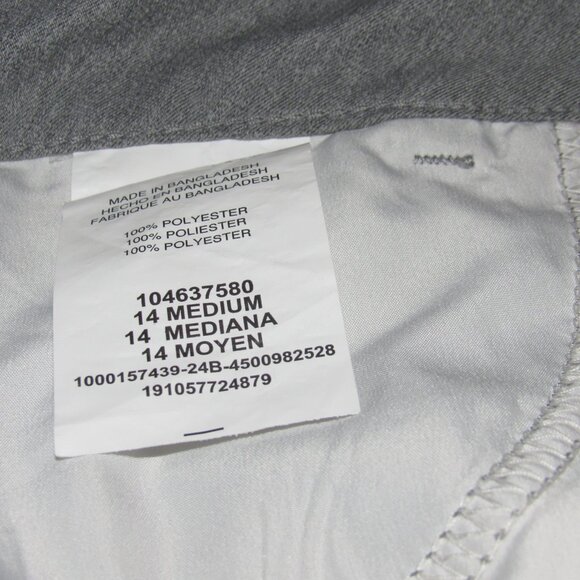 MADE IN BANGLADESH
HECHO EN BANGLADESH
FABRIQUE AU BANGLADESH
100% POLYESTER
100% POLIESTER
100% POLYESTER
104637580
14 MEDIUM
14 MEDIANA
14 MOYEN
1000157439-24B-4500982528
191057724879